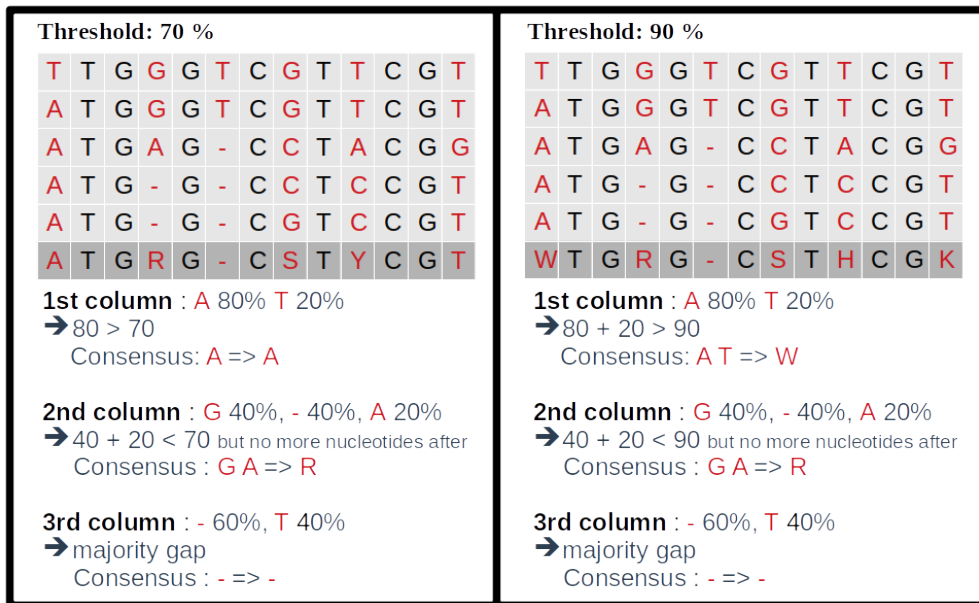 Threshold: 70 %
T T G G G T C G T T C G T
A T G G G T C G T T C G T
A T G A G - C C T A C G G
A T G - G - C C T C C G T
A T G - G - C G T C C G T
A T G R G - C S T Y C G T
1st column : A 80% T 20%
➔ 80 > 70
Consensus: A => A
2nd column : G 40%, - 40%, A 20%
➔ 40 + 20 < 70 but no more nucleotides after
Consensus : G A => R
3rd column : - 60%, T 40%
➔ majority gap
Consensus : - => -
Threshold: 90 %
T T G G G T C G T T C G T
A T G G G T C G T T C G T
A T G A G - C C T A C G G
A T G - G - C C T C C G T
A T G - G - C G T C C G T
W T G R G - C S T H C G K
1st column : A 80% T 20%
➔ 80 + 20 > 90
Consensus: A T => W
2nd column : G 40%, - 40%, A 20%
➔ 40 + 20 < 90 but no more nucleotides after
Consensus : G A => R
3rd column : - 60%, T 40%
➔ majority gap
Consensus : - => -